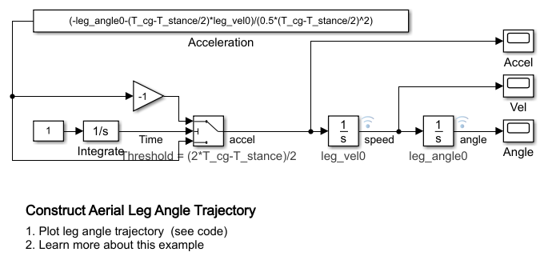 (-leg_angle0-(T_cg-T_stance/2)*leg_vel0)/(0.5*(T_cg-T_stance/2)^2)
Acceleration
Accel
-1
Vel
1
1/s
Time
accel
1
s
speed
1
s
angle
Integrate
Threshold = (2*T_cg-T_stance)/2
leg_vel0
leg_angle0
Angle
Construct Aerial Leg Angle Trajectory
1. Plot leg angle trajectory (see code)
2. Learn more about this example